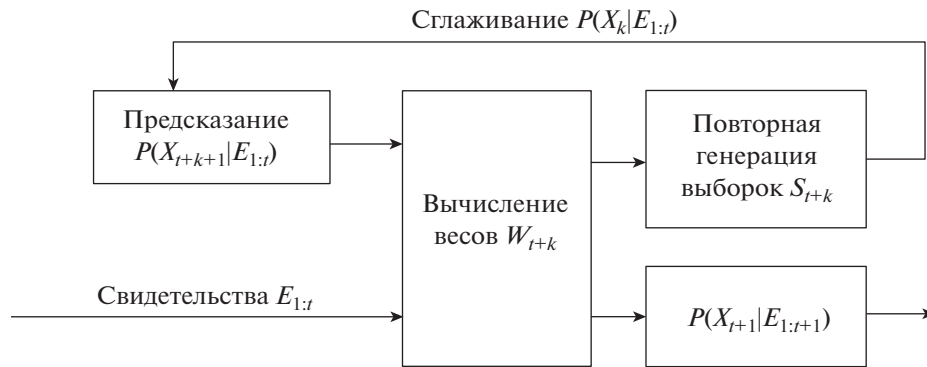 Сглаживание P(X_k|E_{1:t})
Предсказание
P(X_{t+k+1}|E_{1:t})
Повторная
генерация
выборок S_{t+k}
Вычисление
весов W_{t+k}
Свидетельства E_{1:t}
P(X_{t+1}|E_{1:t+1})